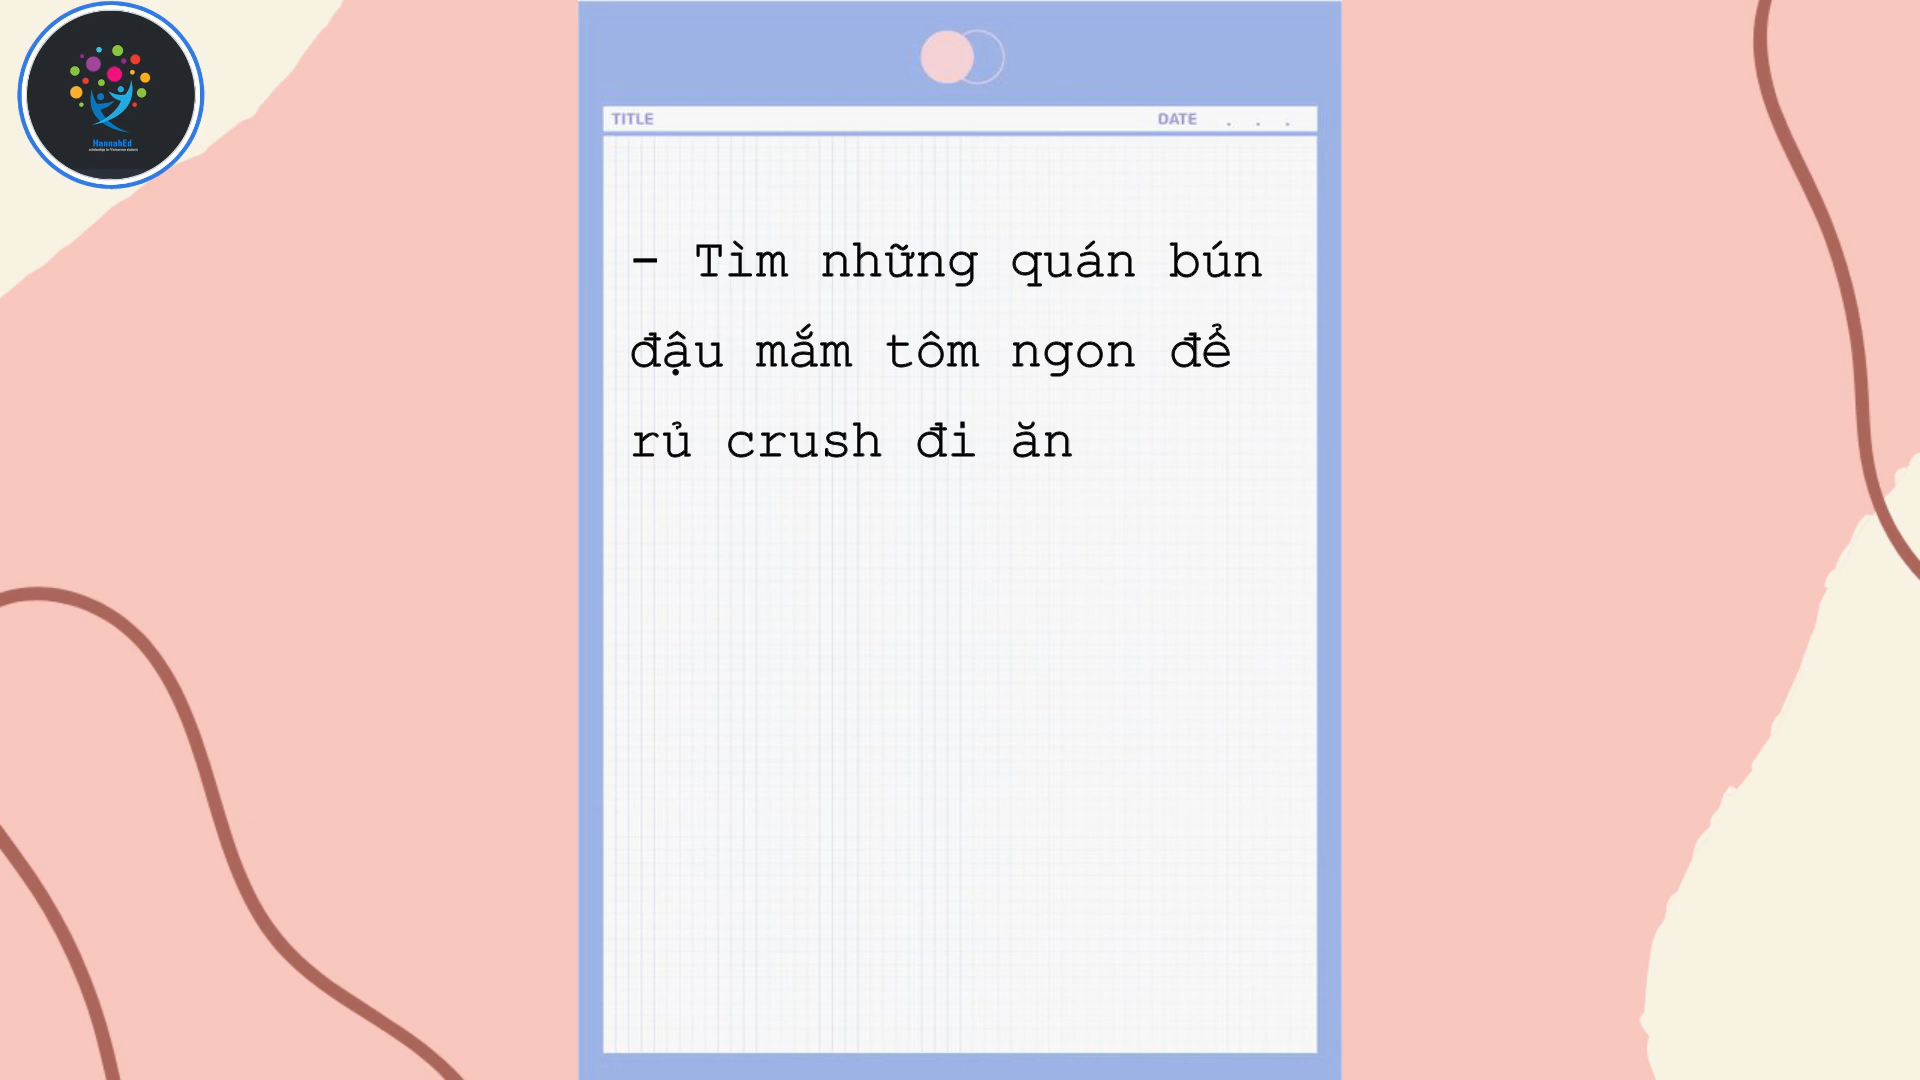 HannahEd
TITLE DATE . . .
- Tìm những quán bún
đậu mắm tôm ngon để
rủ crush đi ăn